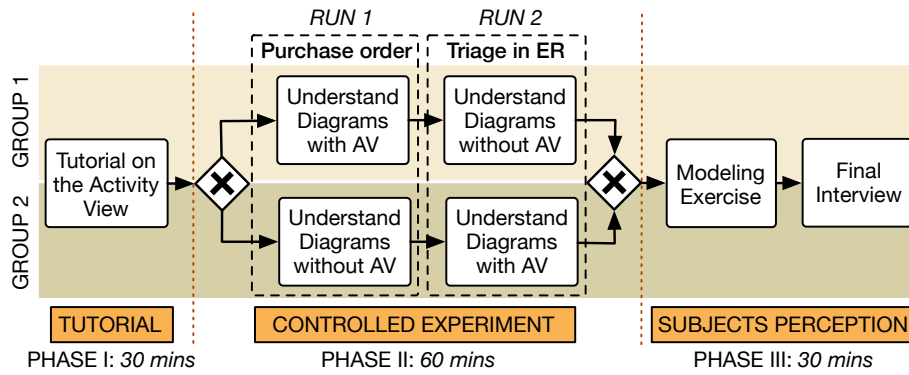 RUN 1
RUN 2
Purchase order
Triage in ER
GROUP 1
GROUP 2
Tutorial on
the Activity
View
Understand
Diagrams
with AV
Understand
Diagrams
without AV
Understand
Diagrams
without AV
Understand
Diagrams
with AV
Modeling
Exercise
Final
Interview
TUTORIAL
CONTROLLED EXPERIMENT
SUBJECTS PERCEPTION
PHASE I: 30 mins
PHASE II: 60 mins
PHASE III: 30 mins